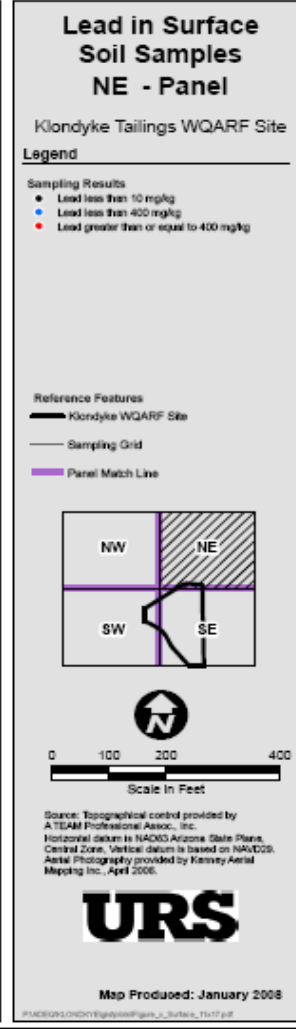 Lead in Surface
Soil Samples
NE - Panel
Klondyke Tailings WQARF Site
Legend
Sampling Results
Lead less than 10 mg/kg
Lead less than 400 mg/kg
Lead greater than or equal to 400 mg/kg
Reference Features
Klondyke WQARF Site
Sampling Grid
Panel Match Line
NW NE
SW SE
N
0 100 200 400
Scale in Feet
Source: Topographical control provided by
ATEAM Professional Assoc., Inc.
Horizontal datum is NAD83 Arizona State Plane,
Central Zone, Vertical datum is based on NAVD29.
Aerial Photography provided by Kenney Aerial
Mapping Inc., April 2006.
URS
Map Produced: January 2008